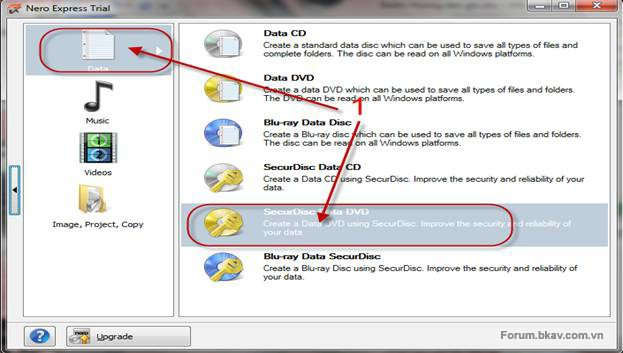 Nero Express Trial
Data
Music
Videos
Image, Project, Copy
Data CD
Create a standard data disc which can be used to save all types of files and
complete folders. The disc can be read on all Windows platforms.
Data DVD
Create a data DVD which can be used to save all types of files and folders.
The DVD can be read on all Windows platforms.
1
Blu-ray Data Disc
Create a Blu-ray disc which can be used to save all types of files and folders.
The disc can be read on all Windows platforms.
SecurDisc Data CD
Create a Data CD using SecurDisc. Improve the security and reliability of your
data.
SecurDisc Data DVD
Create a Data DVD using SecurDisc. Improve the security and reliability of
your data.
Blu-ray Data SecurDisc
Create a Blu-ray Disc using SecurDisc. Improve the security and reliability of
your data.
?
nero
Upgrade
Forum.bkav.com.vn